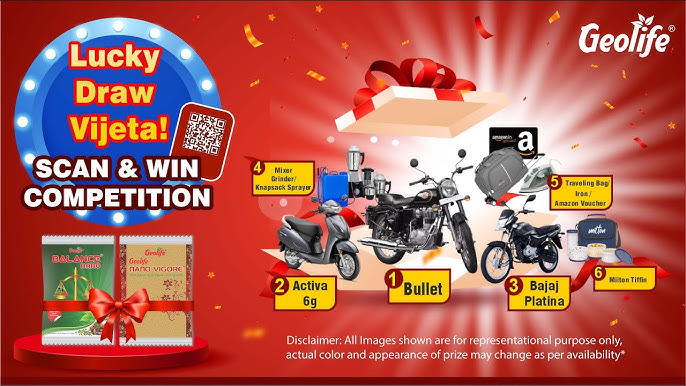 Geolife®
Lucky
Draw
Vijeta!
SCAN & WIN
COMPETITION
4
Mixer
Grinder/
Knapsack Sprayer
amazon.in
a
5
Traveling Bag/
Iron /
Amazon Voucher
milton
2 Activa
6g
1 Bullet
3 Bajaj
Platina
6 Milton Tiffin
Geolife
BALANCE
nano
Geolife
NANO VIGORE
Disclaimer: All Images shown are for representational purpose only,
actual color and appearance of prize may change as per availability*